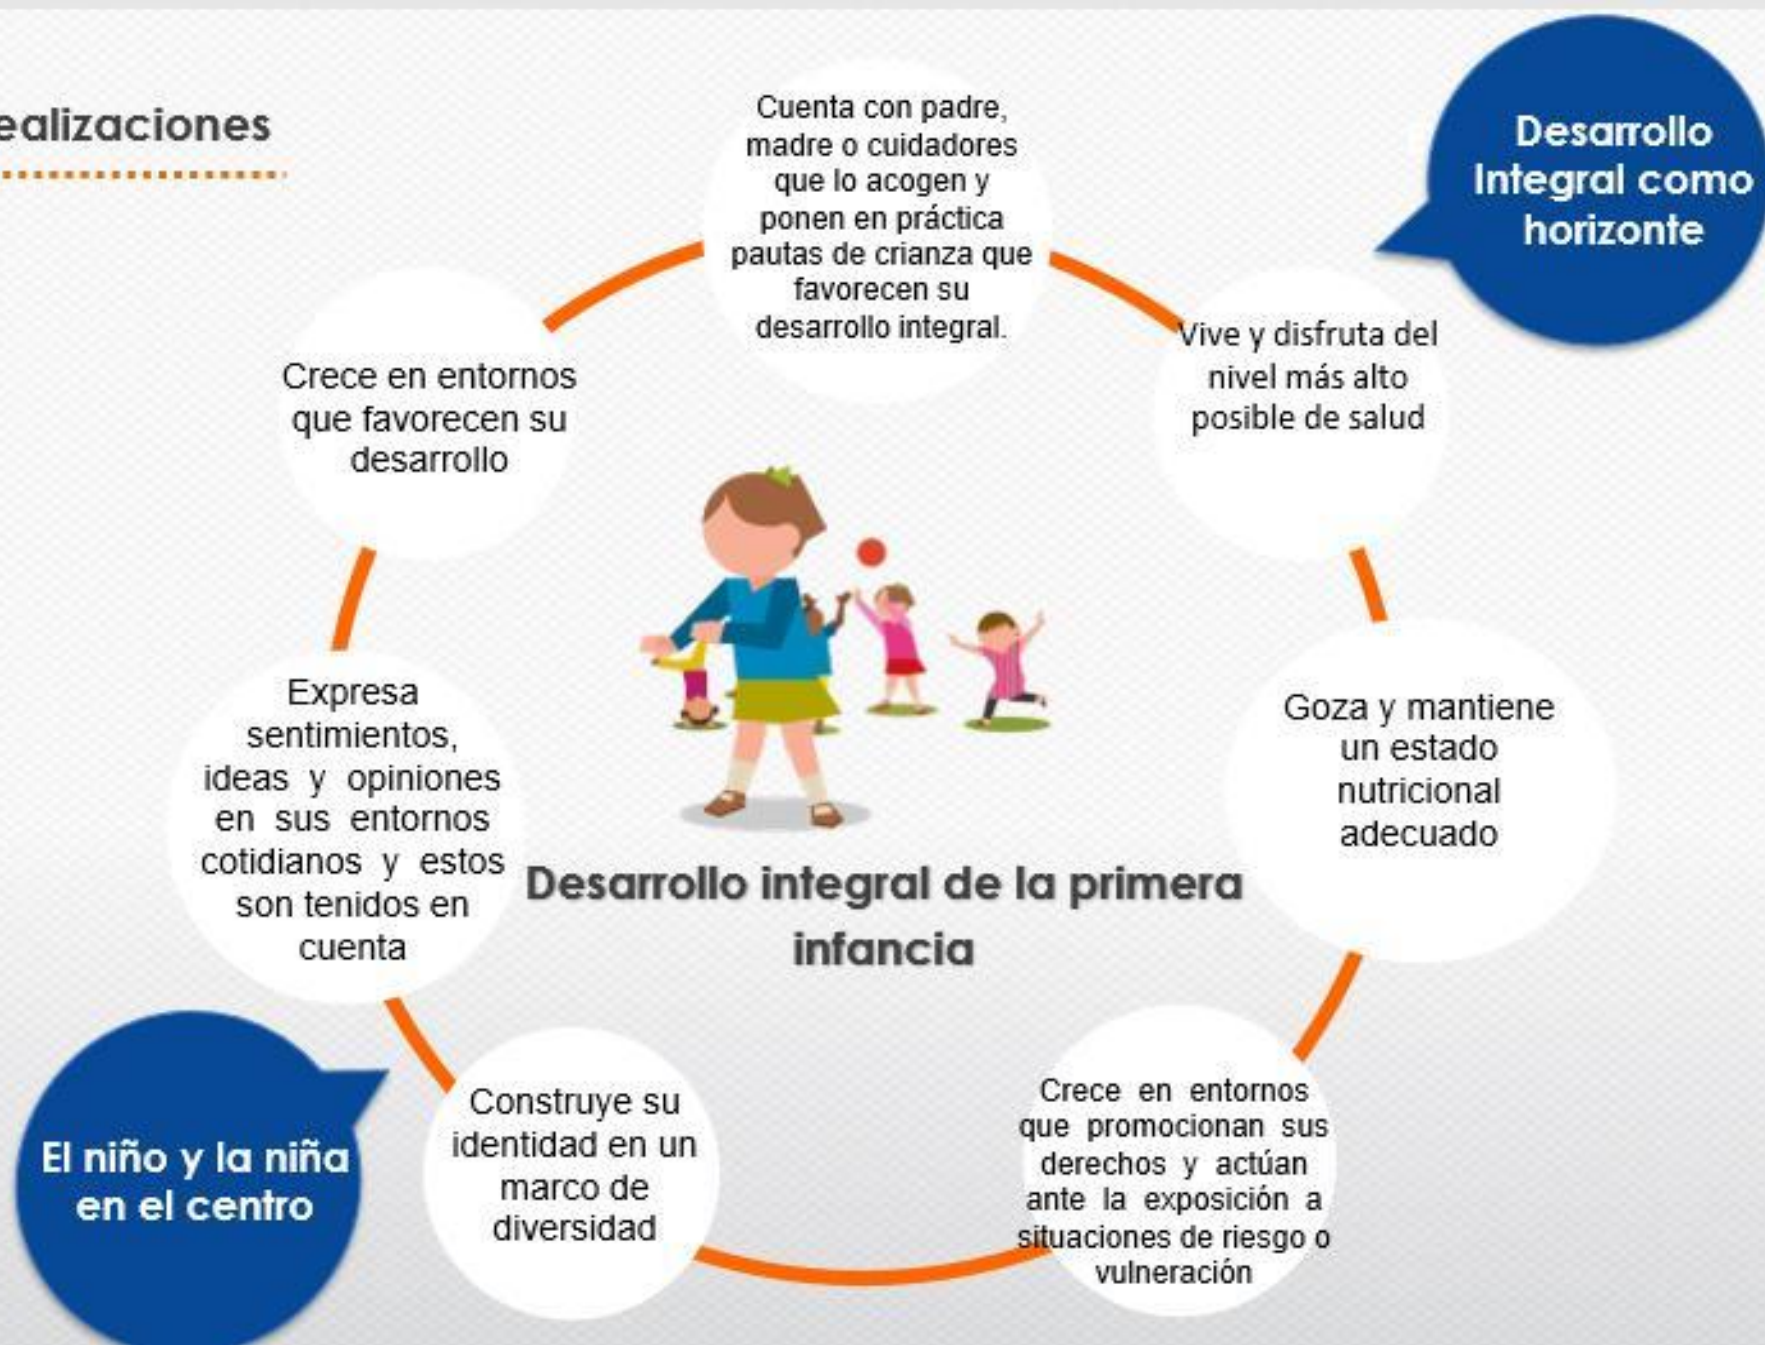 ealizaciones
Cuenta con padre,
madre o cuidadores
que lo acogen y
ponen en práctica
pautas de crianza que
favorecen su
desarrollo integral.
Desarrollo
Integral como
horizonte
Vive y disfruta del
nivel más alto
posible de salud
Goza y mantiene
un estado
nutricional
adecuado
Crece en entornos
que promocionan sus
derechos y actúan
ante la exposición a
situaciones de riesgo o
vulneración
Construye su
identidad en un
marco de
diversidad
El niño y la niña
en el centro
Expresa
sentimientos,
ideas y opiniones
en sus entornos
cotidianos y estos
son tenidos en
cuenta
Crece en entornos
que favorecen su
desarrollo
Desarrollo integral de la primera
infancia